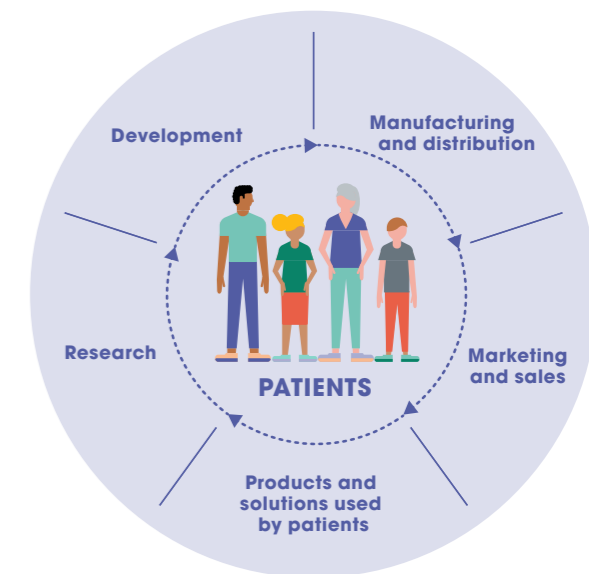 Development
Manufacturing
and distribution
Research
PATIENTS
Marketing
and sales
Products and
solutions used
by patients